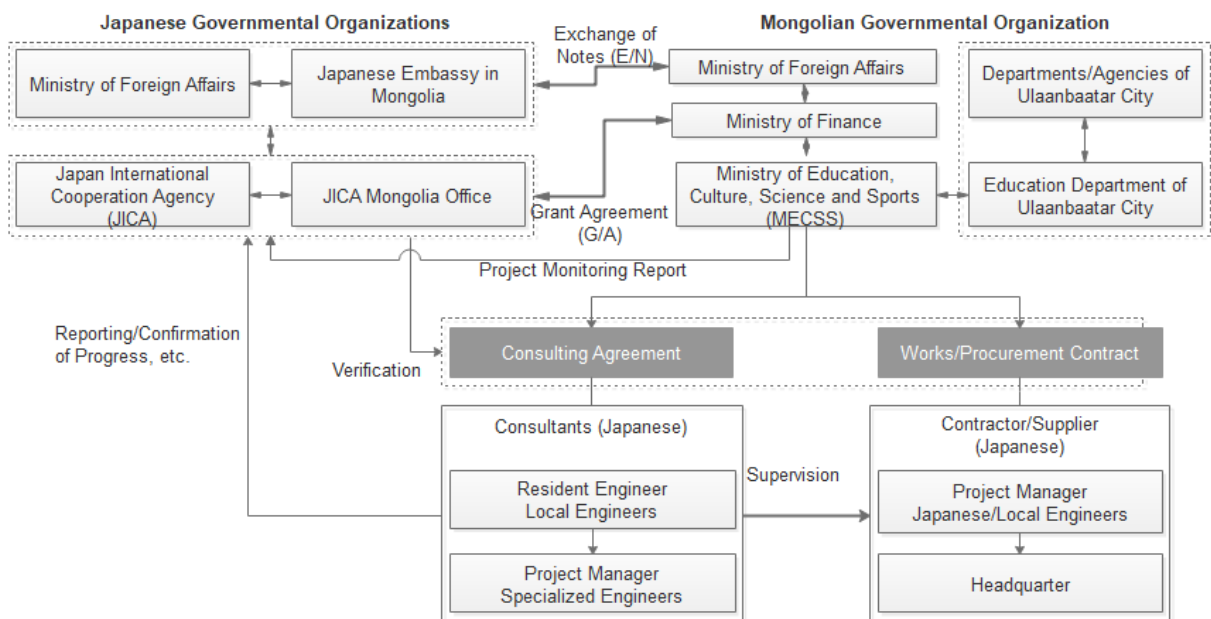 Japanese Governmental Organizations
Mongolian Governmental Organization
Exchange of
Notes (E/N)
Ministry of Foreign Affairs
Japanese Embassy in
Mongolia
Ministry of Foreign Affairs
Departments/Agencies of
Ulaanbaatar City
Ministry of Finance
Japan International
Cooperation Agency
(JICA)
JICA Mongolia Office
Ministry of Education,
Culture, Science and Sports
(MECSS)
Education Department of
Ulaanbaatar City
Grant Agreement
(G/A)
Project Monitoring Report
Reporting/Confirmation
of Progress, etc.
Verification
Consulting Agreement
Works/Procurement Contract
Consultants (Japanese)
Contractor/Supplier
(Japanese)
Resident Engineer
Local Engineers
Supervision
Project Manager
Japanese/Local Engineers
Project Manager
Specialized Engineers
Headquarter